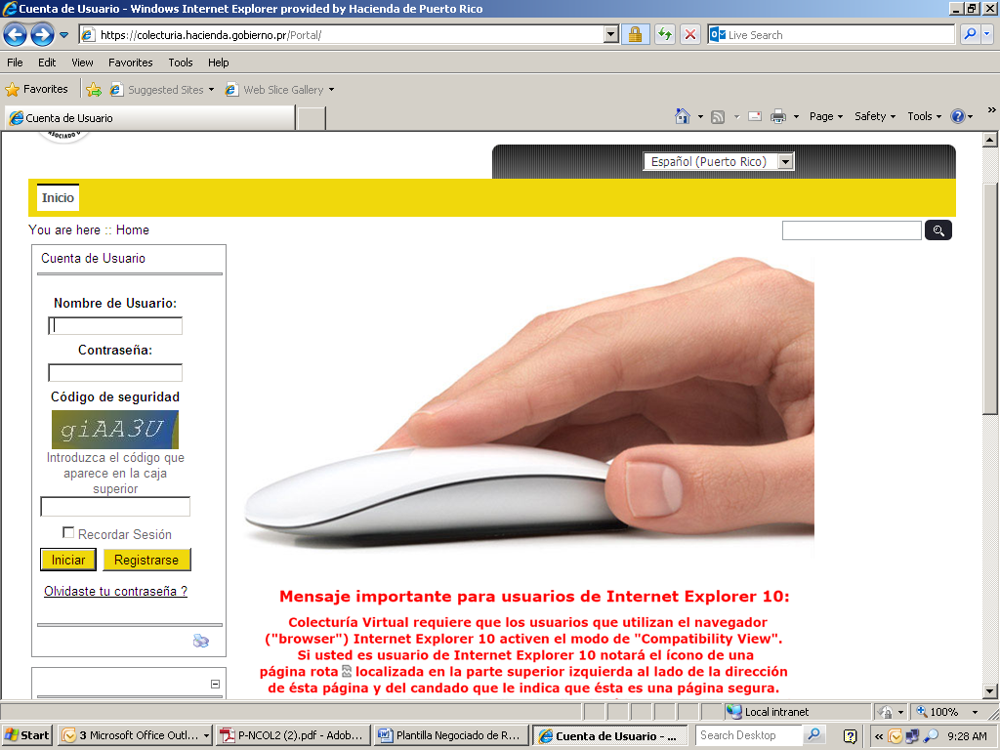 Cuenta de Usuario - Windows Internet Explorer provided by Hacienda de Puerto Rico
https://colecturia.hacienda.gobierno.pr/Portal/
Live Search
File Edit View Favorites Tools Help
Favorites Suggested Sites Web Slice Gallery
Cuenta de Usuario
Page Safety Tools »
ASOCIADO
Español (Puerto Rico)
Inicio
You are here :: Home
Cuenta de Usuario
Nombre de Usuario:
Contraseña:
Código de seguridad
giAA3U
Introduzca el código que
aparece en la caja
superior
Recordar Sesión
Iniciar Registrarse
Olvidaste tu contraseña ?
Mensaje importante para usuarios de Internet Explorer 10:
Colecturía Virtual requiere que los usuarios que utilizan el navegador
("browser") Internet Explorer 10 activen el modo de "Compatibility View".
Si usted es usuario de Internet Explorer 10 notará el ícono de una
página rota localizada en la parte superior izquierda al lado de la dirección
de ésta página y del candado que le indica que ésta es una página segura.
Local intranet 100%
Start 3 Microsoft Office Outl... P-NCOL2 (2).pdf - Adob... Plantilla Negociado de R... Cuenta de Usuario - ... Search Desktop « 9:28 AM